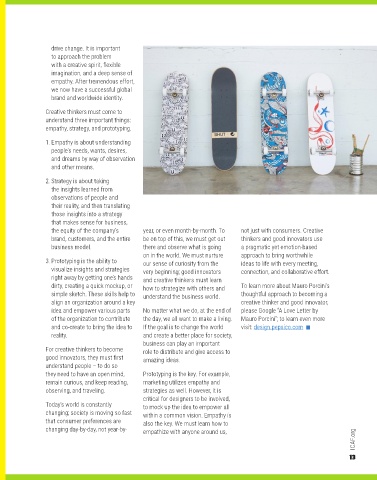 drive change. It is important
to approach the problem
with a creative spirit, flexible
imagination, and a deep sense of
empathy. After tremendous effort,
we now have a successful global
brand and worldwide identity.
Creative thinkers must come to
understand three important things:
empathy, strategy, and prototyping.
1. Empathy is about understanding
people's needs, wants, desires,
and dreams by way of observation
and other means.
2. Strategy is about taking
the insights learned from
observations of people and
their reality, and then translating
those insights into a strategy
that makes sense for business,
the equity of the company's
brand, customers, and the entire
business model.
3. Prototyping is the ability to
visualize insights and strategies
right away by getting one's hands
dirty, creating a quick mockup, or
simple sketch. These skills help to
align an organization around a key
idea and empower various parts
of the organization to contribute
and co-create to bring the idea to
reality.
For creative thinkers to become
good innovators, they must first
understand people – to do so
they need to have an open mind,
remain curious, and keep reading,
observing, and traveling.
Today's world is constantly
changing; society is moving so fast
that consumer preferences are
changing day-by-day, not year-by-
year, or even month-by-month. To
be on top of this, we must get out
there and observe what is going
on in the world. We must nurture
our sense of curiosity from the
very beginning; good innovators
and creative thinkers must learn
how to strategize with others and
understand the business world.
No matter what we do, at the end of
the day, we all want to make a living.
If the goal is to change the world
and create a better place for society,
business can play an important
role to distribute and give access to
amazing ideas.
Prototyping is the key. For example,
marketing utilizes empathy and
strategies as well. However, it is
critical for designers to be involved,
to mock up the idea to empower all
within a common vision. Empathy is
also the key. We must learn how to
empathize with anyone around us,
not just with consumers. Creative
thinkers and good innovators use
a pragmatic yet emotion-based
approach to bring worthwhile
ideas to life with every meeting,
connection, and collaborative effort.
To learn more about Mauro Porcini's
thoughtful approach to becoming a
creative thinker and good innovator,
please Google "A Love Letter by
Mauro Porcini"; to learn even more
visit design.pepsico.com
SHUT
ICAF.org